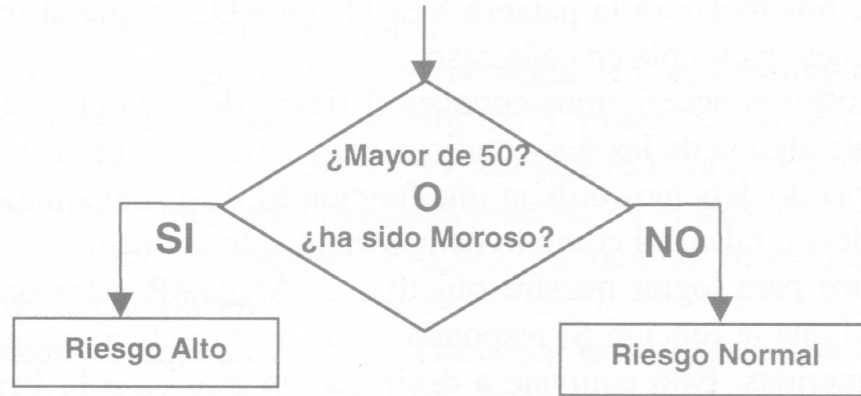 ¿Mayor de 50?
O
¿ha sido Moroso?
SI
NO
Riesgo Alto
Riesgo Normal